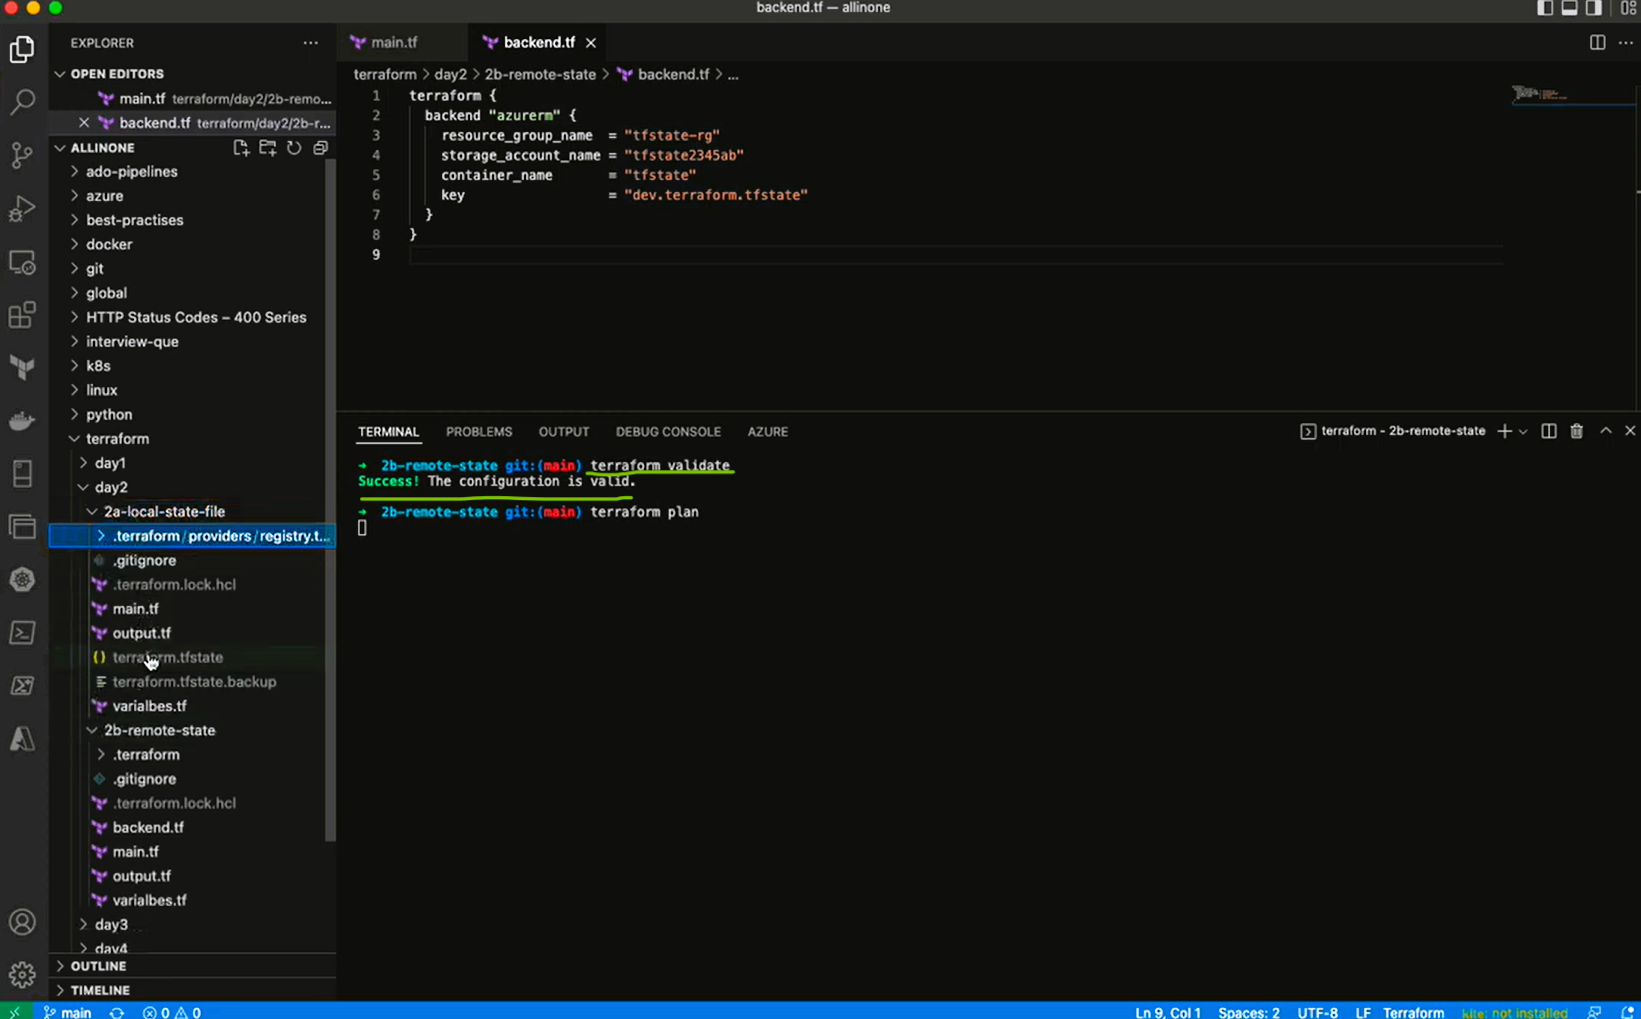 backend.tf — allinone
EXPLORER
OPEN EDITORS
main.tf terraform/day2/2b-remo...
backend.tf terraform/day2/2b-r...
ALLINONE
ado-pipelines
azure
best-practises
docker
git
global
HTTP Status Codes – 400 Series
interview-que
k8s
linux
python
terraform
day1
day2
2a-local-state-file
.terraform/providers/registry.t...
.gitignore
.terraform.lock.hcl
main.tf
output.tf
terraform.tfstate
terraform.tfstate.backup
varialbes.tf
2b-remote-state
.terraform
.gitignore
.terraform.lock.hcl
backend.tf
main.tf
output.tf
varialbes.tf
day3
day4
OUTLINE
TIMELINE
main.tf
backend.tf
terraform > day2 > 2b-remote-state > backend.tf > ...
1 terraform {
2 backend "azurerm" {
3 resource_group_name = "tfstate-rg"
4 storage_account_name = "tfstate2345ab"
5 container_name = "tfstate"
6 key = "dev.terraform.tfstate"
7 }
8 }
9
TERMINAL PROBLEMS OUTPUT DEBUG CONSOLE AZURE
terraform - 2b-remote-state
➜ 2b-remote-state git:(main) terraform validate
Success! The configuration is valid.
➜ 2b-remote-state git:(main) terraform plan
main 0 0
Ln 9, Col 1 Spaces: 2 UTF-8 LF Terraform kite: not installed